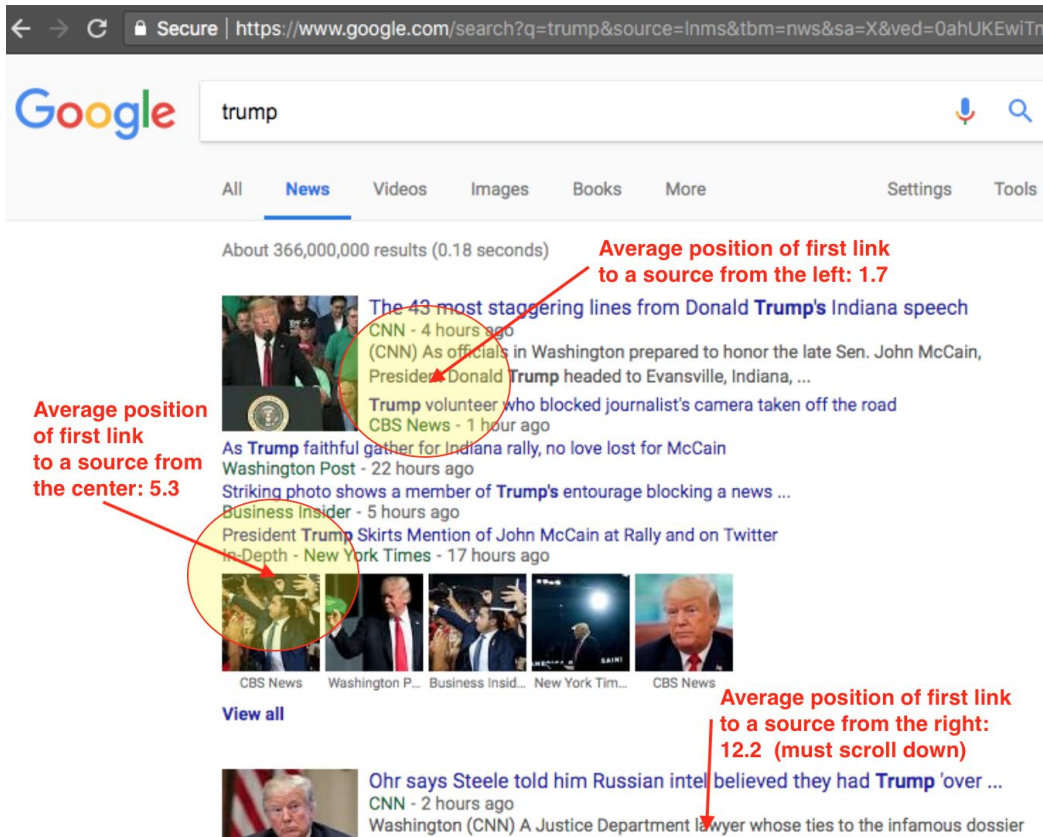 Secure | https://www.google.com/search?q=trump&source=lnms&tbm=nws&sa=X&ved=0ahUKEwiTn
Google
trump
All News Videos Images Books More Settings Tools
About 366,000,000 results (0.18 seconds)
Average position of first link
to a source from the left: 1.7
The 43 most staggering lines from Donald Trump's Indiana speech
CNN - 4 hours ago
(CNN) As officials in Washington prepared to honor the late Sen. John McCain,
President Donald Trump headed to Evansville, Indiana, ...
Trump volunteer who blocked journalist's camera taken off the road
CBS News - 1 hour ago
Average position
of first link
to a source from
the center: 5.3
As Trump faithful gather for Indiana rally, no love lost for McCain
Washington Post - 22 hours ago
Striking photo shows a member of Trump's entourage blocking a news ...
Business Insider - 5 hours ago
President Trump Skirts Mention of John McCain at Rally and on Twitter
In-Depth - New York Times - 17 hours ago
CBS News Washington P... Business Insid... New York Tim... CBS News
View all
Average position of first link
to a source from the right:
12.2 (must scroll down)
Ohr says Steele told him Russian intel believed they had Trump 'over ...
CNN - 2 hours ago
Washington (CNN) A Justice Department lawyer whose ties to the infamous dossier